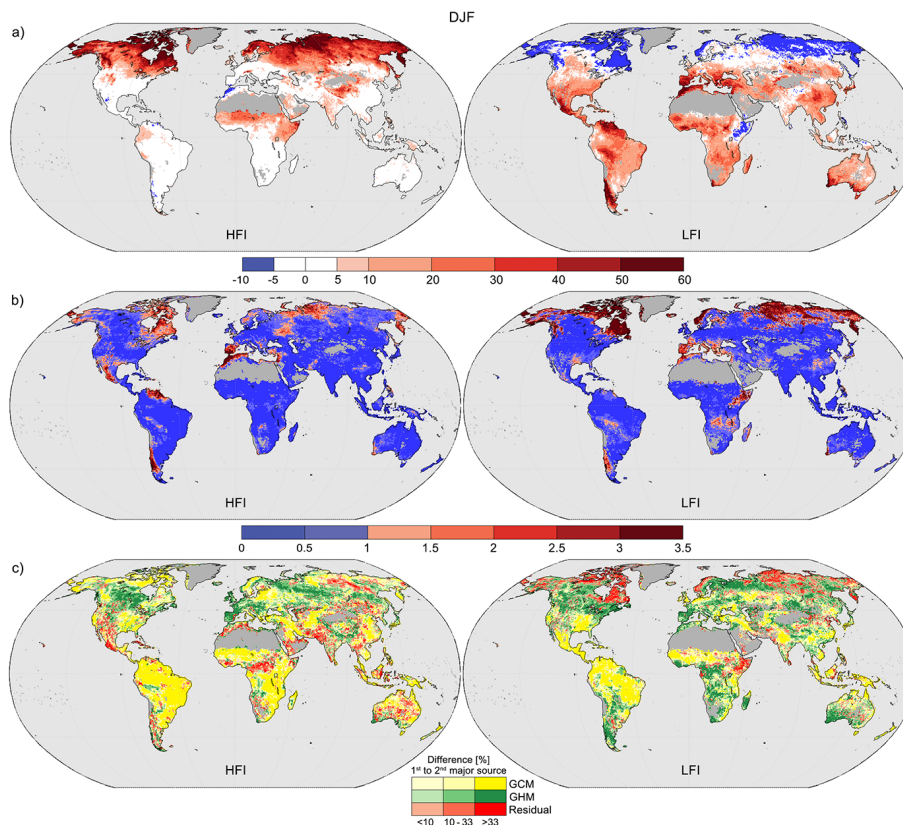 DJF
a)
HFI
LFI
-10 -5 0 5 10 20 30 40 50 60
b)
HFI
LFI
0 0.5 1 1.5 2 2.5 3 3.5
c)
HFI
LFI
Difference [%]
1st to 2nd major source
GCM
GHM
Residual
<10 10 - 33 >33